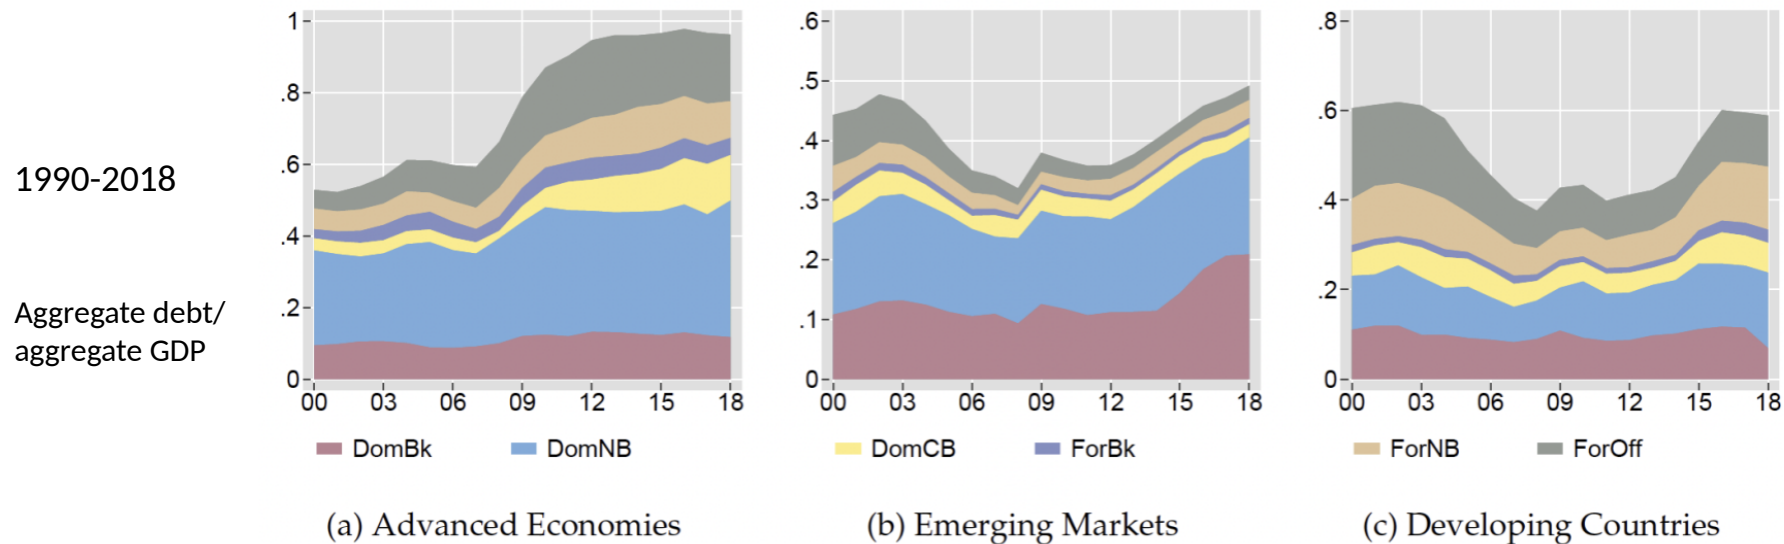 1990-2018
Aggregate debt/
aggregate GDP
1
.8
.6
.4
.2
0
00 03 06 09 12 15 18
.6
.5
.4
.3
.2
.1
0
00 03 06 09 12 15 18
.8
.6
.4
.2
0
00 03 06 09 12 15 18
DomBk DomNB DomCB ForBk ForNB ForOff
(a) Advanced Economies
(b) Emerging Markets
(c) Developing Countries